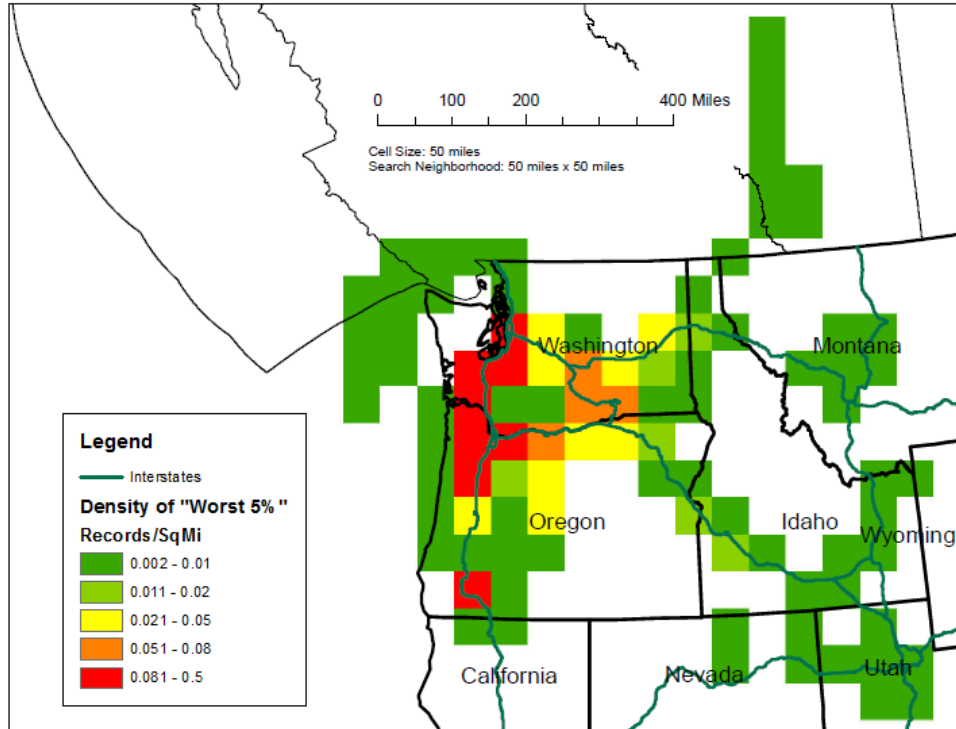 0 100 200 400 Miles
Cell Size: 50 miles
Search Neighborhood: 50 miles x 50 miles
Washington
Montana
Legend
Interstates
Density of "Worst 5%"
Records/SqMi
0.002 - 0.01
0.011 - 0.02
0.021 - 0.05
0.051 - 0.08
0.081 - 0.5
Oregon
Idaho
Wyoming
California
Nevada
Utah